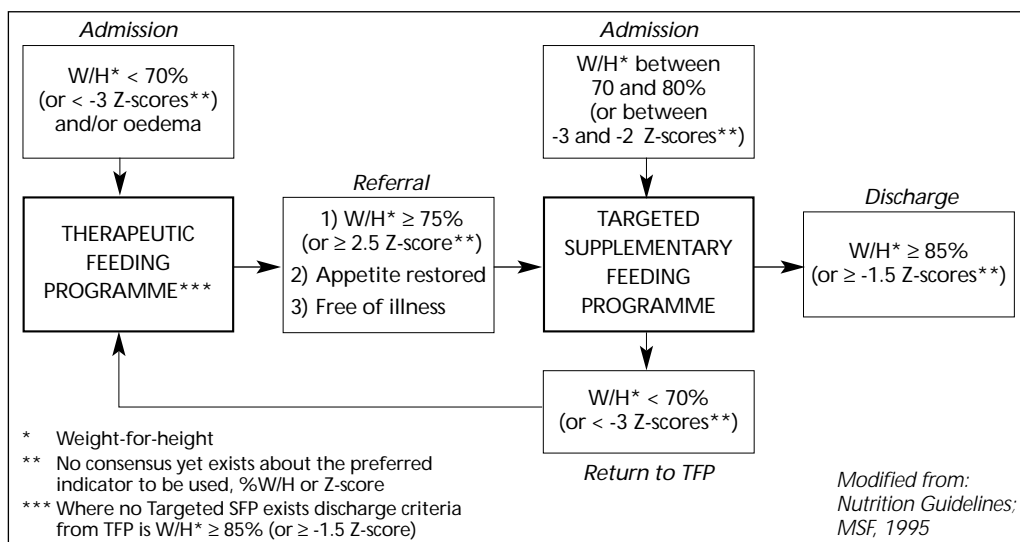 Admission
W/H* < 70%
(or < -3 Z-scores**)
and/or oedema
THERAPEUTIC
FEEDING
PROGRAMME***
Referral
1) W/H* ≥ 75%
(or ≥ 2.5 Z-score**)
2) Appetite restored
3) Free of illness
Admission
W/H* between
70 and 80%
(or between
-3 and -2 Z-scores**)
TARGETED
SUPPLEMENTARY
FEEDING
PROGRAMME
Discharge
W/H* ≥ 85%
(or ≥ -1.5 Z-scores**)
W/H* < 70%
(or < -3 Z-scores**)
Return to TFP
* Weight-for-height
** No consensus yet exists about the preferred
indicator to be used, %W/H or Z-score
*** Where no Targeted SFP exists discharge criteria
from TFP is W/H* ≥ 85% (or ≥ -1.5 Z-score)
Modified from:
Nutrition Guidelines;
MSF, 1995